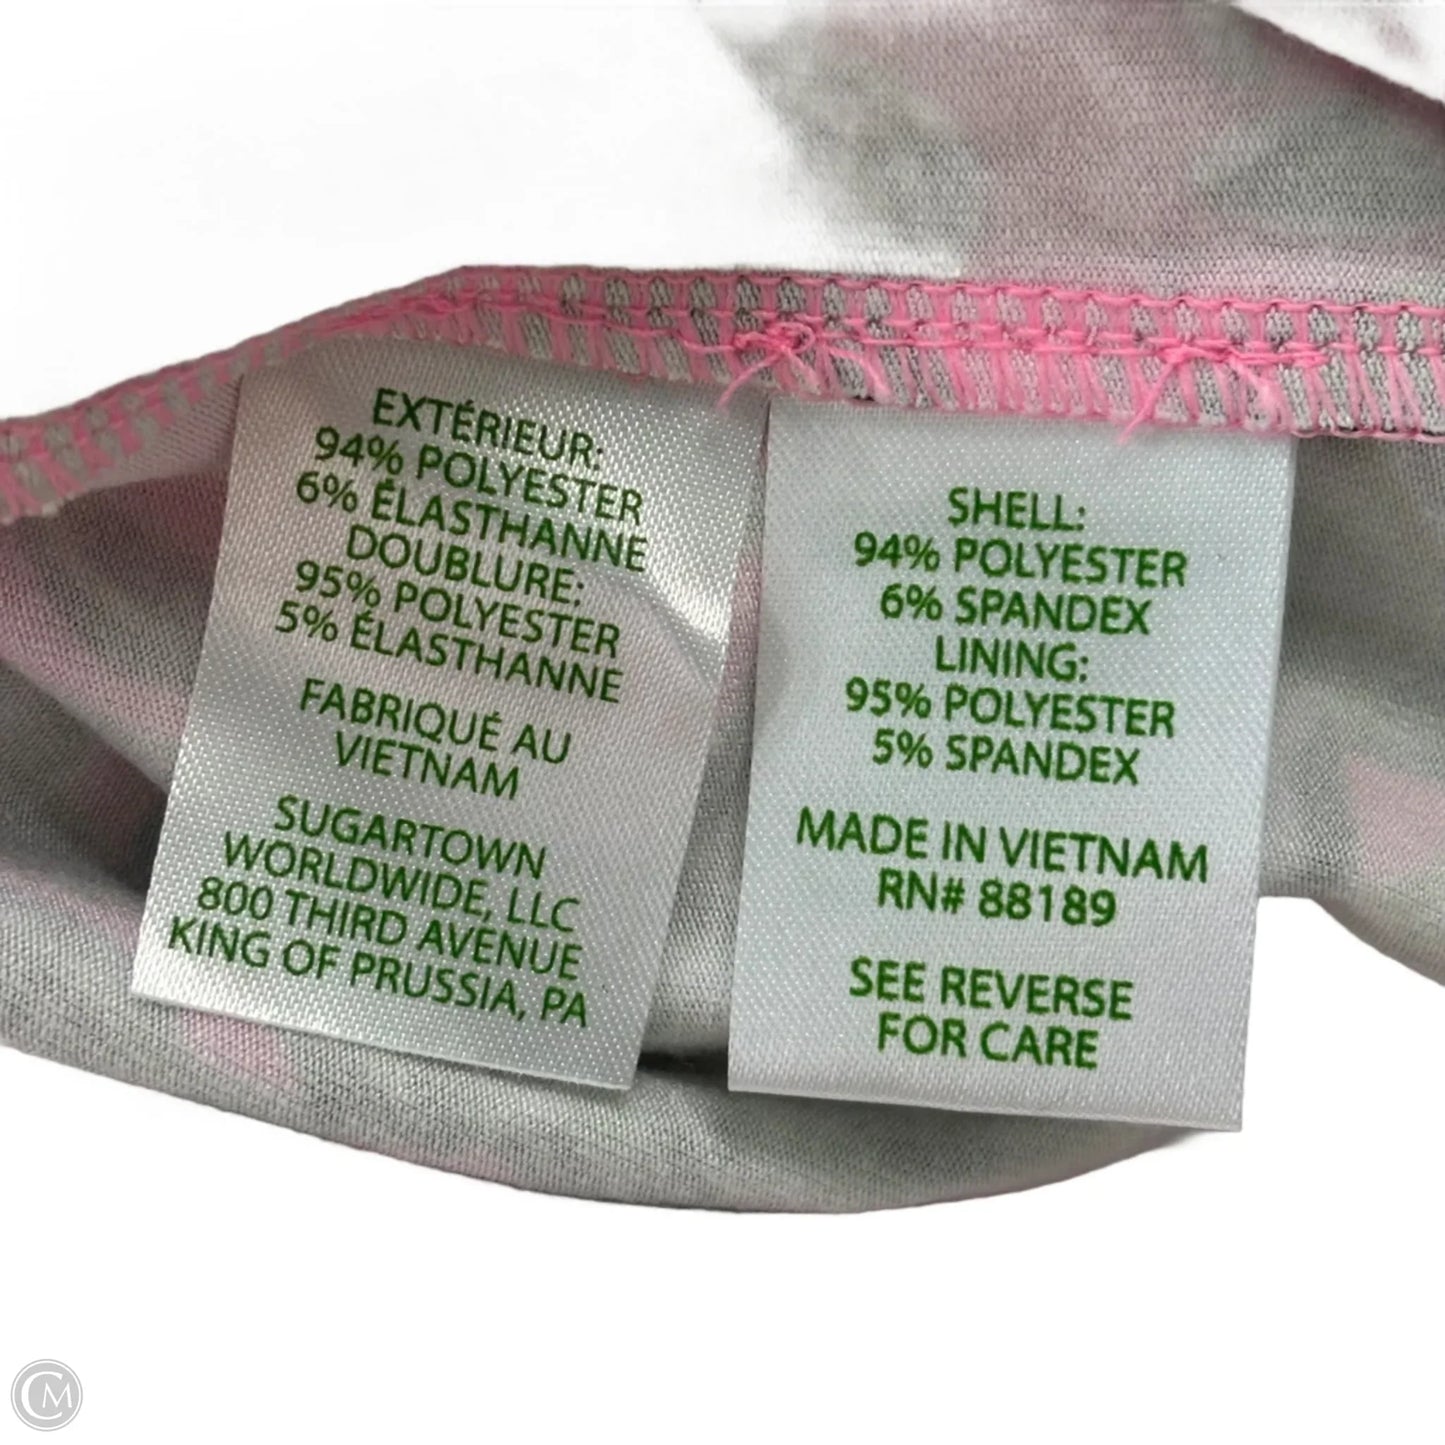 EXTÉRIEUR:
94% POLYESTER
6% ÉLASTHANNE
DOUBLURE:
95% POLYESTER
5% ÉLASTHANNE
FABRIQUÉ AU
VIETNAM
SUGARTOWN
WORLDWIDE, LLC
800 THIRD AVENUE
KING OF PRUSSIA, PA
SHELL:
94% POLYESTER
6% SPANDEX
LINING:
95% POLYESTER
5% SPANDEX
MADE IN VIETNAM
RN# 88189
SEE REVERSE
FOR CARE
CM